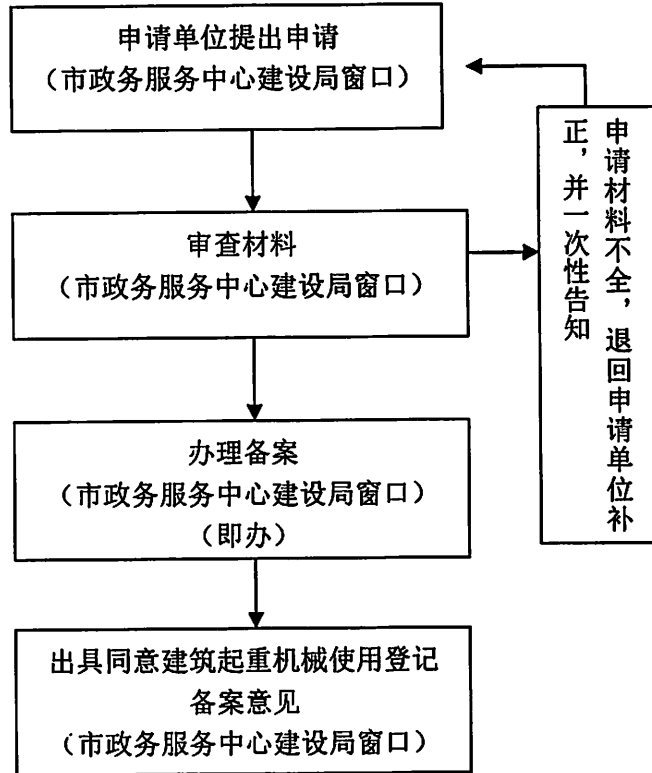 申请单位提出申请
（市政务服务中心建设局窗口）
审查材料
（市政务服务中心建设局窗口）
申请材料不全，退回申请单位补
正，并一次性告知
办理备案
（市政务服务中心建设局窗口）
（即办）
出具同意建筑起重机械使用登记
备案意见
（市政务服务中心建设局窗口）